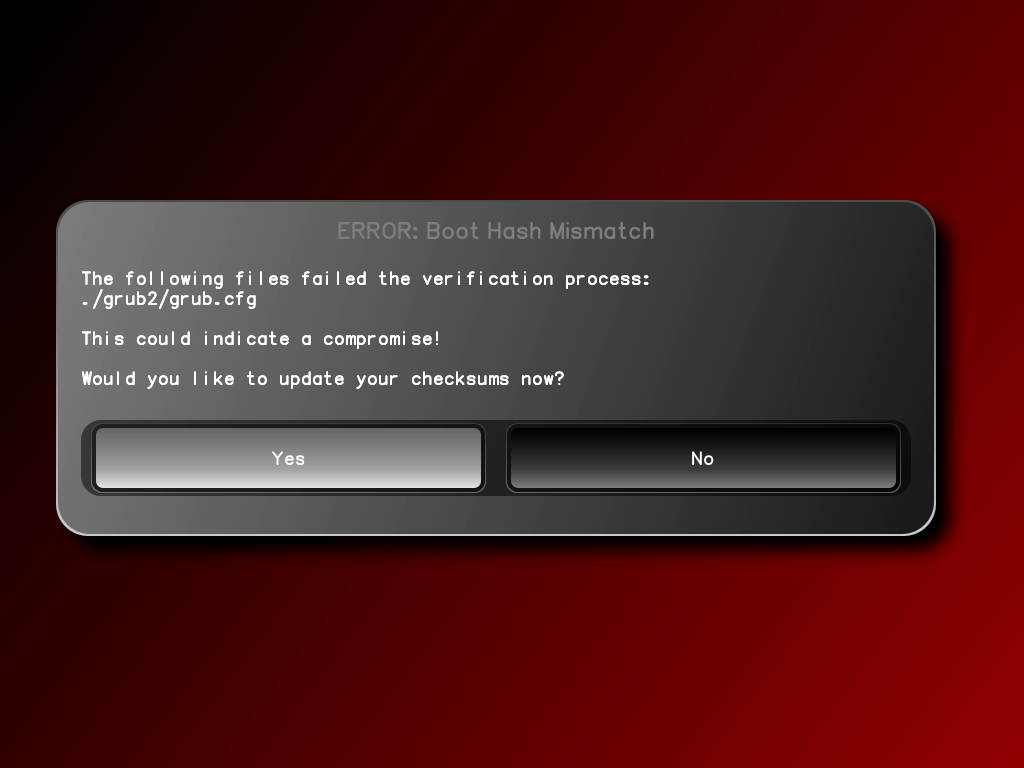 ERROR: Boot Hash Mismatch
The following files failed the verification process:
./grub2/grub.cfg
This could indicate a compromise!
Would you like to update your checksums now?
Yes
No